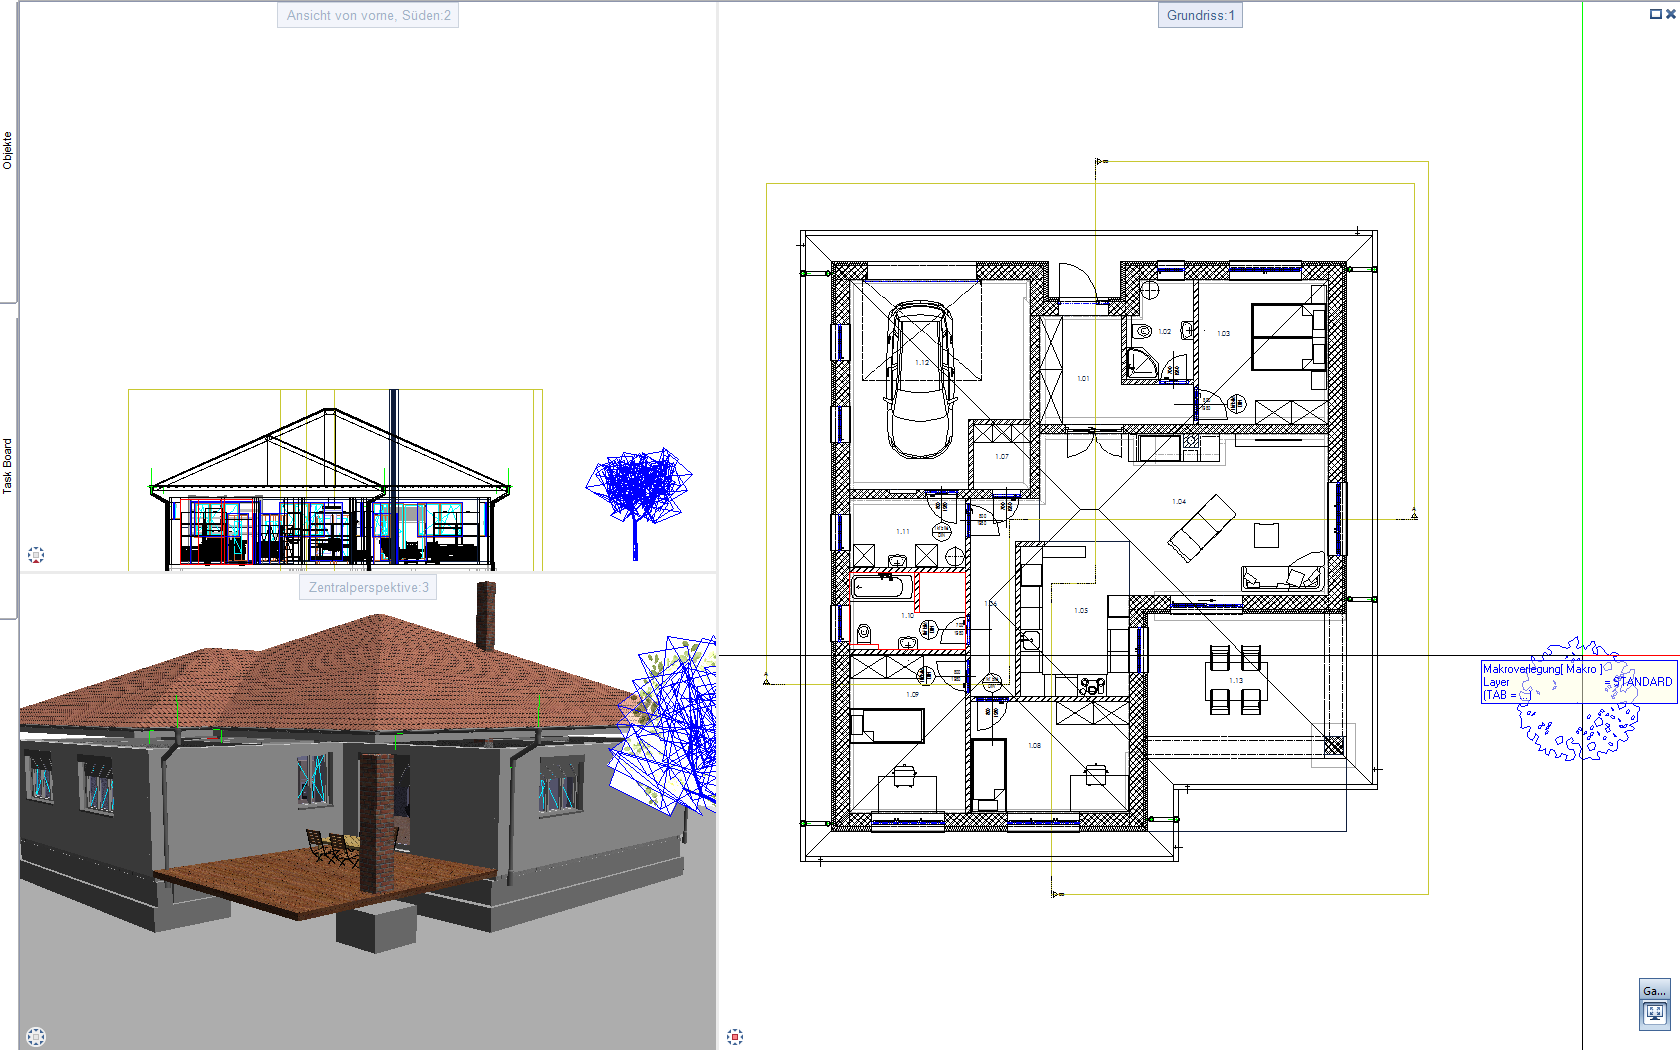 Ansicht von vorne, Süden:2
Grundriss:1
Objekte
Task Board
Zentralperspektive:3
1.12
1.01
1.02
1.03
1.07
1.04
1.11
1.10
1.05
1.09
1.08
1.13
Makroverlegung[ Makro ]
Layer = STANDARD
(TAB =
Ga...